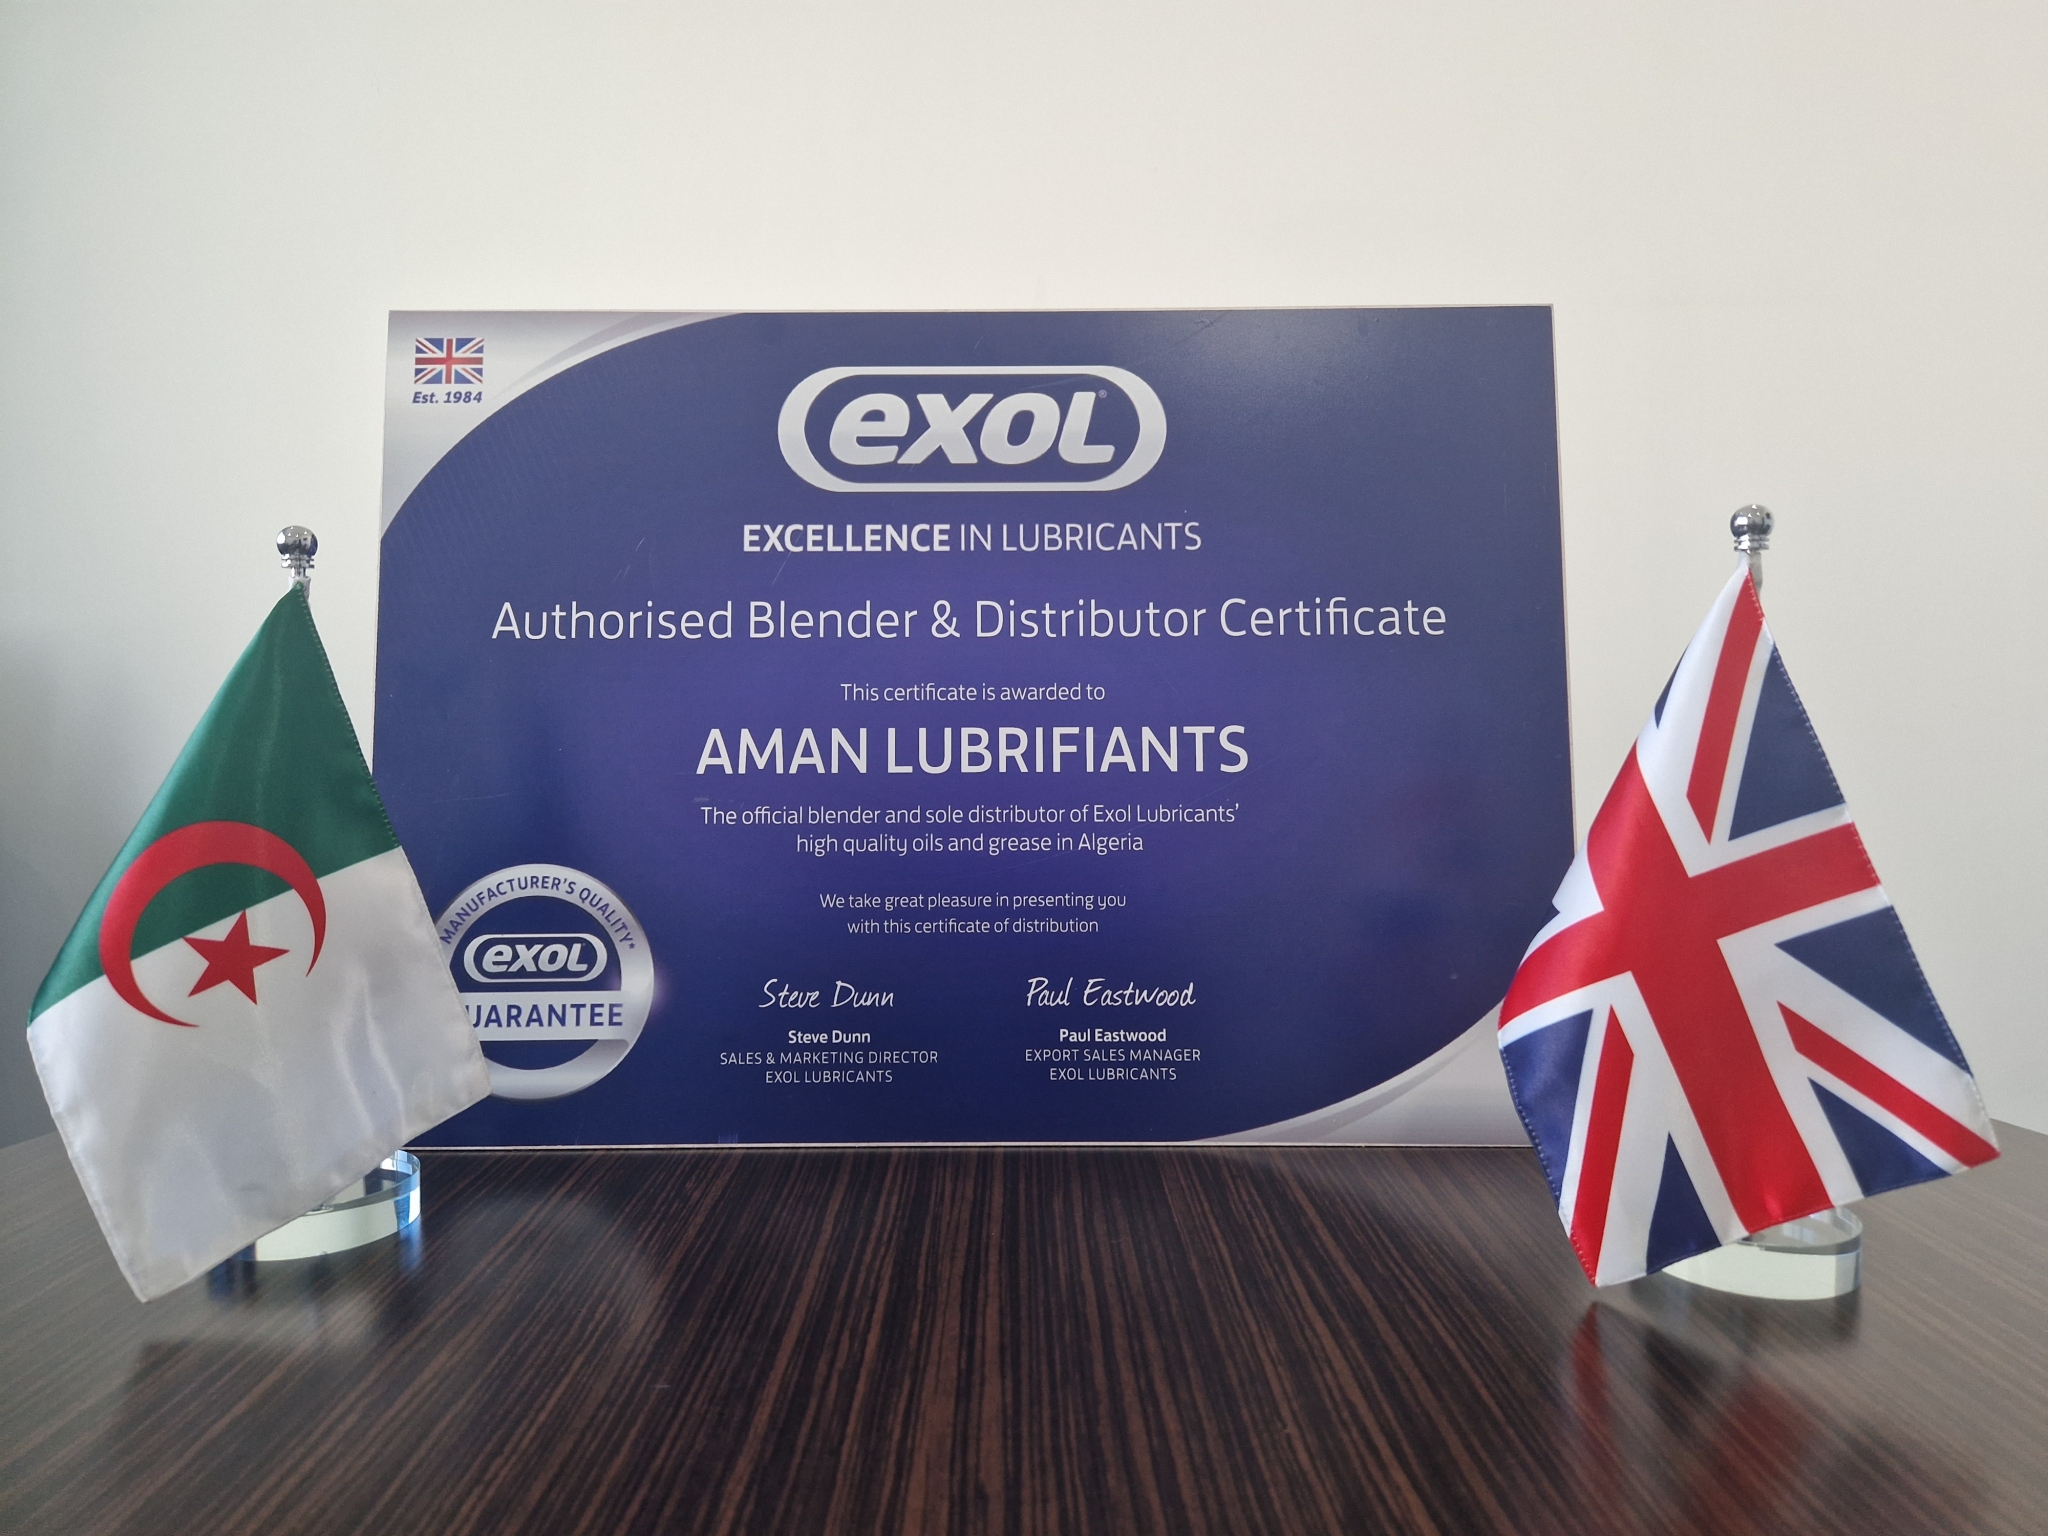 Est. 1984
exol®
EXCELLENCE IN LUBRICANTS
Authorised Blender & Distributor Certificate
This certificate is awarded to
AMAN LUBRIFIANTS
The official blender and sole distributor of Exol Lubricants'
high quality oils and grease in Algeria
We take great pleasure in presenting you
with this certificate of distribution
MANUFACTURER'S QUALITY*
exol
UARANTEE
Steve Dunn
Steve Dunn
SALES & MARKETING DIRECTOR
EXOL LUBRICANTS
Paul Eastwood
Paul Eastwood
EXPORT SALES MANAGER
EXOL LUBRICANTS